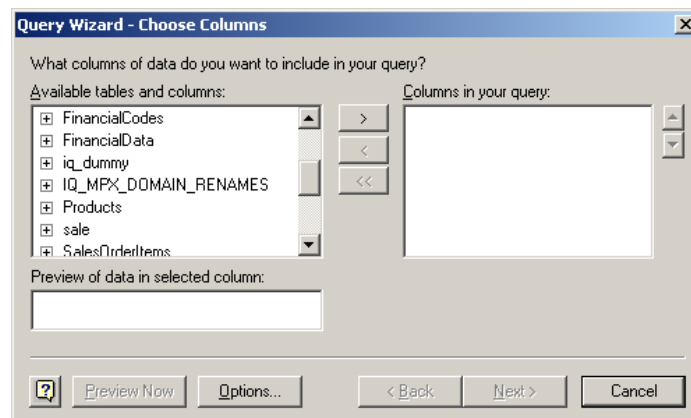 Query Wizard - Choose Columns
What columns of data do you want to include in your query?
Available tables and columns:
Columns in your query:
FinancialCodes
FinancialData
iq_dummy
IQ_MPX_DOMAIN_RENAMES
Products
sale
SalesOrderItems
>
<
<<
Preview of data in selected column:
Preview Now
Options...
< Back
Next >
Cancel